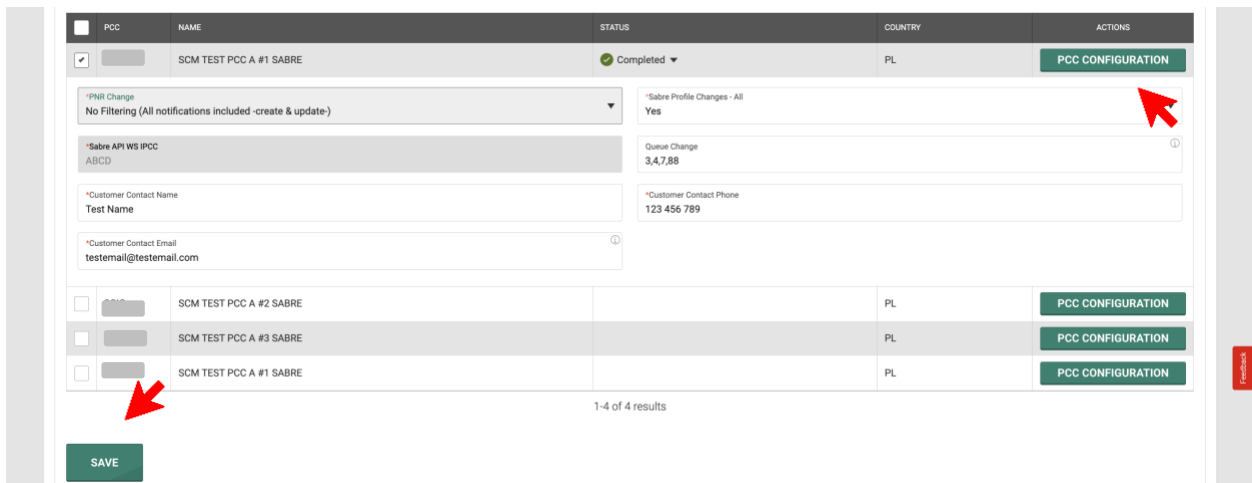 PCC NAME STATUS COUNTRY ACTIONS
SCM TEST PCC A #1 SABRE Completed PL PCC CONFIGURATION
*PNR Change
No Filtering (All notifications included -create & update-)
*Sabre Profile Changes - All
Yes
*Sabre API WS IPCC
ABCD
Queue Change
3,4,7,88
*Customer Contact Name
Test Name
*Customer Contact Phone
123 456 789
*Customer Contact Email
testemail@testemail.com
SCM TEST PCC A #2 SABRE PL PCC CONFIGURATION
SCM TEST PCC A #3 SABRE PL PCC CONFIGURATION
SCM TEST PCC A #1 SABRE PL PCC CONFIGURATION
1-4 of 4 results
SAVE
Feedback